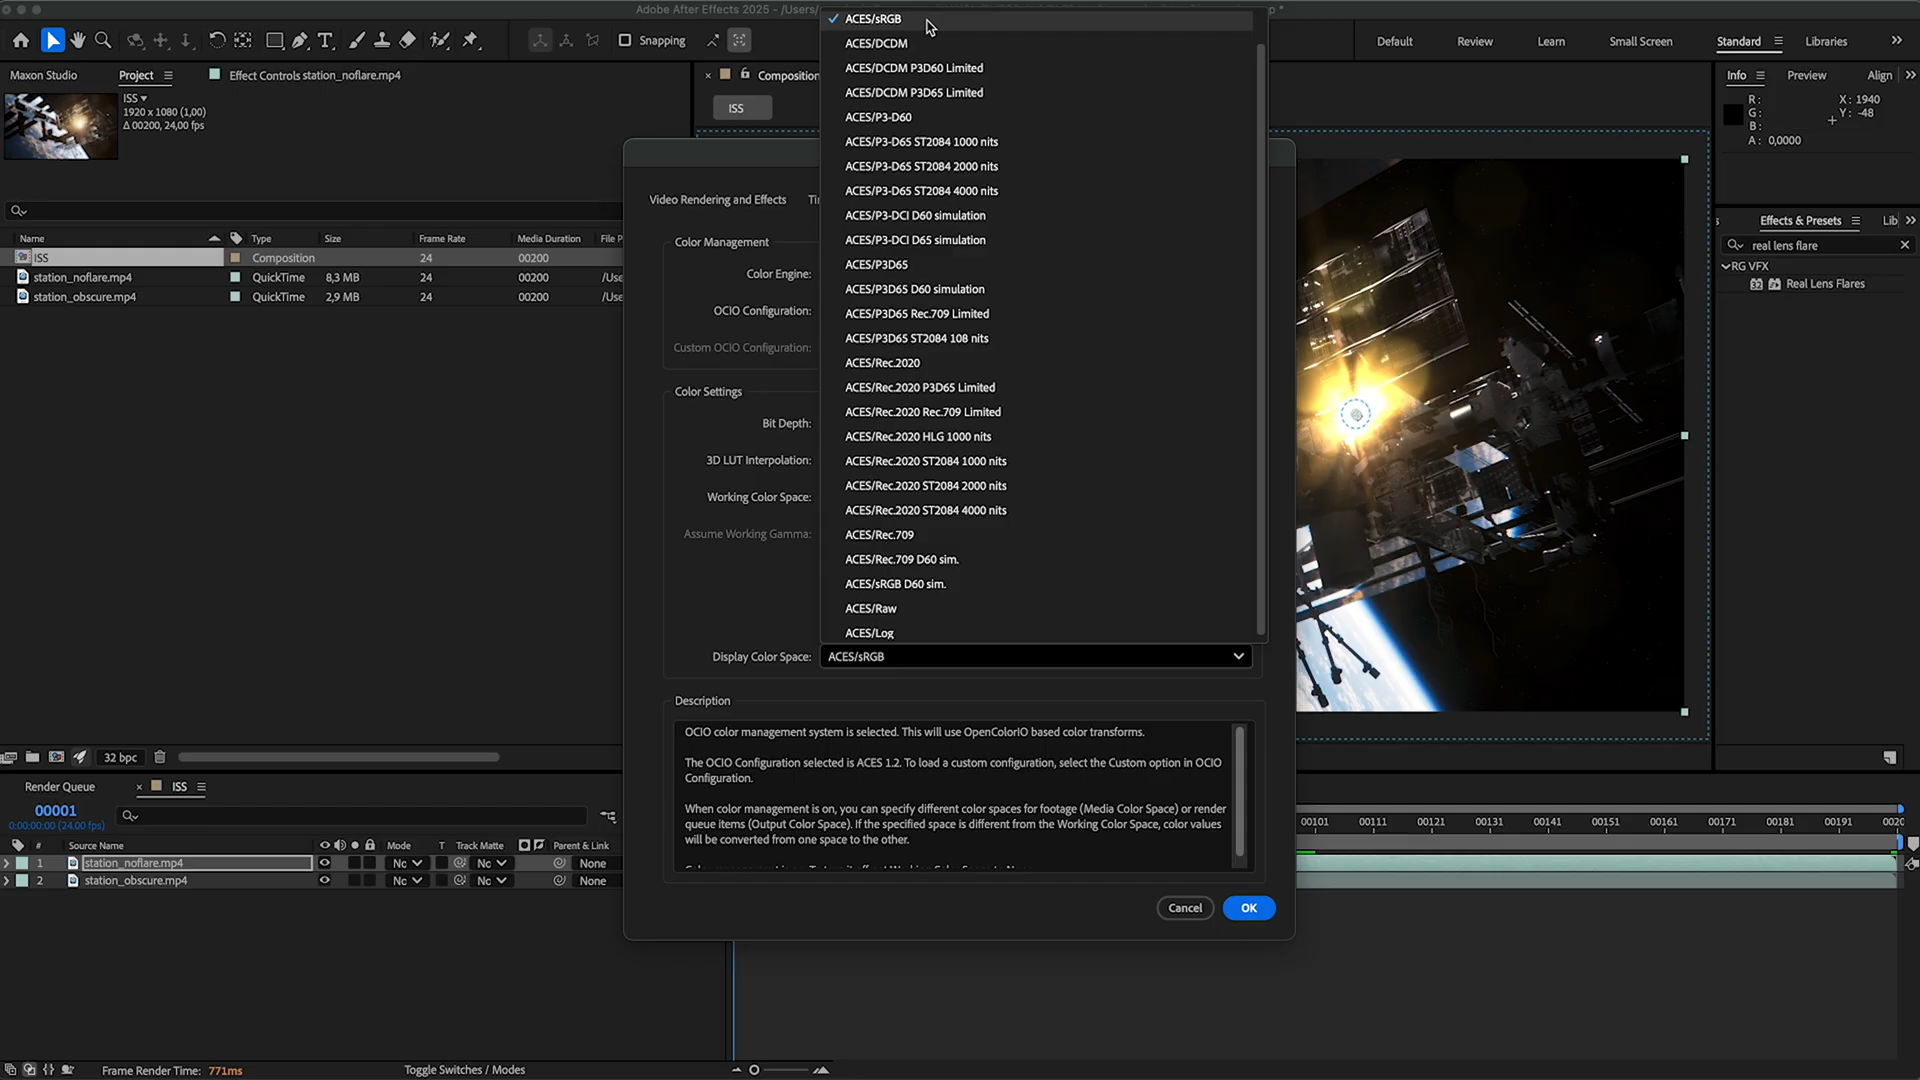 Adobe After Effects 2025 - /Users/
Snapping
Default
Review
Learn
Small Screen
Standard
Libraries
Maxon Studio
Project
Effect Controls station_noflare.mp4
Composition
ISS
Info
Preview
Align
ISS
1920 x 1080 (1,00)
Δ 00200, 24,00 fps)
R:
G:
B:
A: 0,0000
X: 1940
Y: -48
Effects & Presets
Lib
real lens flare
RG VFX
32
Real Lens Flares
Name
Type
Size
Frame Rate
Media Duration
File P
ISS
Composition
24
00200
station_noflare.mp4
QuickTime
8,3 MB
24
00200
/Use
station_obscure.mp4
QuickTime
2,9 MB
24
00200
/Use
Video Rendering and Effects
Ti
Color Management
Color Engine:
OCIO Configuration:
Custom OCIO Configuration:
Color Settings
Bit Depth:
3D LUT Interpolation:
Working Color Space:
Assume Working Gamma:
ACES/sRGB
ACES/DCDM
ACES/DCDM P3D60 Limited
ACES/DCDM P3D65 Limited
ACES/P3-D60
ACES/P3-D65 ST2084 1000 nits
ACES/P3-D65 ST2084 2000 nits
ACES/P3-D65 ST2084 4000 nits
ACES/P3-DCI D60 simulation
ACES/P3-DCI D65 simulation
ACES/P3D65
ACES/P3D65 D60 simulation
ACES/P3D65 Rec.709 Limited
ACES/P3D65 ST2084 108 nits
ACES/Rec.2020
ACES/Rec.2020 P3D65 Limited
ACES/Rec.2020 Rec.709 Limited
ACES/Rec.2020 HLG 1000 nits
ACES/Rec.2020 ST2084 1000 nits
ACES/Rec.2020 ST2084 2000 nits
ACES/Rec.2020 ST2084 4000 nits
ACES/Rec.709
ACES/Rec.709 D60 sim.
ACES/sRGB D60 sim.
ACES/Raw
ACES/Log
Display Color Space:
ACES/sRGB
Description
OCIO color management system is selected. This will use OpenColorIO based color transforms.
The OCIO Configuration selected is ACES 1.2. To load a custom configuration, select the Custom option in OCIO
Configuration.
When color management is on, you can specify different color spaces for footage (Media Color Space) or render
queue items (Output Color Space). If the specified space is different from the Working Color Space, color values
will be converted from one space to the other.
Cancel
OK
32 bpc
Render Queue
ISS
00001
0:00:00:00 (24.00 fps)
#
Source Name
Mode
T
Track Matte
Parent & Link
1
station_noflare.mp4
Nc
Nc
None
2
station_obscure.mp4
Nc
Nc
None
00101
00111
00121
00131
00141
00151
00161
00171
00181
00191
0020
Frame Render Time: 771ms
Toggle Switches / Modes